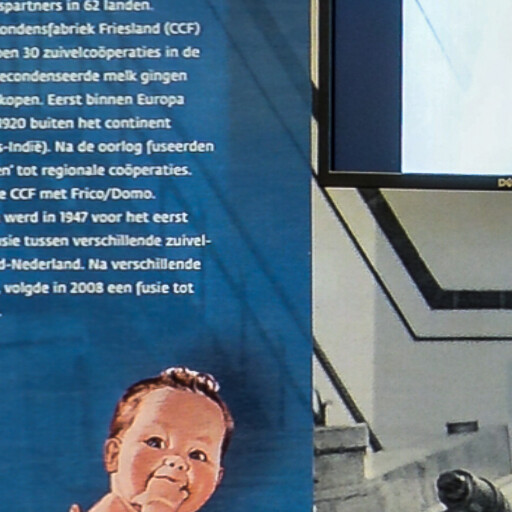 spartners in 62 landen.
ondensfabriek Friesland (CCF)
en 30 zuivelcoöperaties in de
econdenseerde melk gingen
kopen. Eerst binnen Europa
1920 buiten het continent
s-Indië). Na de oorlog fuseerden
en' tot regionale coöperaties.
e CCF met Frico/Domo.
werd in 1947 voor het eerst
sie tussen verschillende zuivel-
d-Nederland. Na verschillende
volgde in 2008 een fusie tot